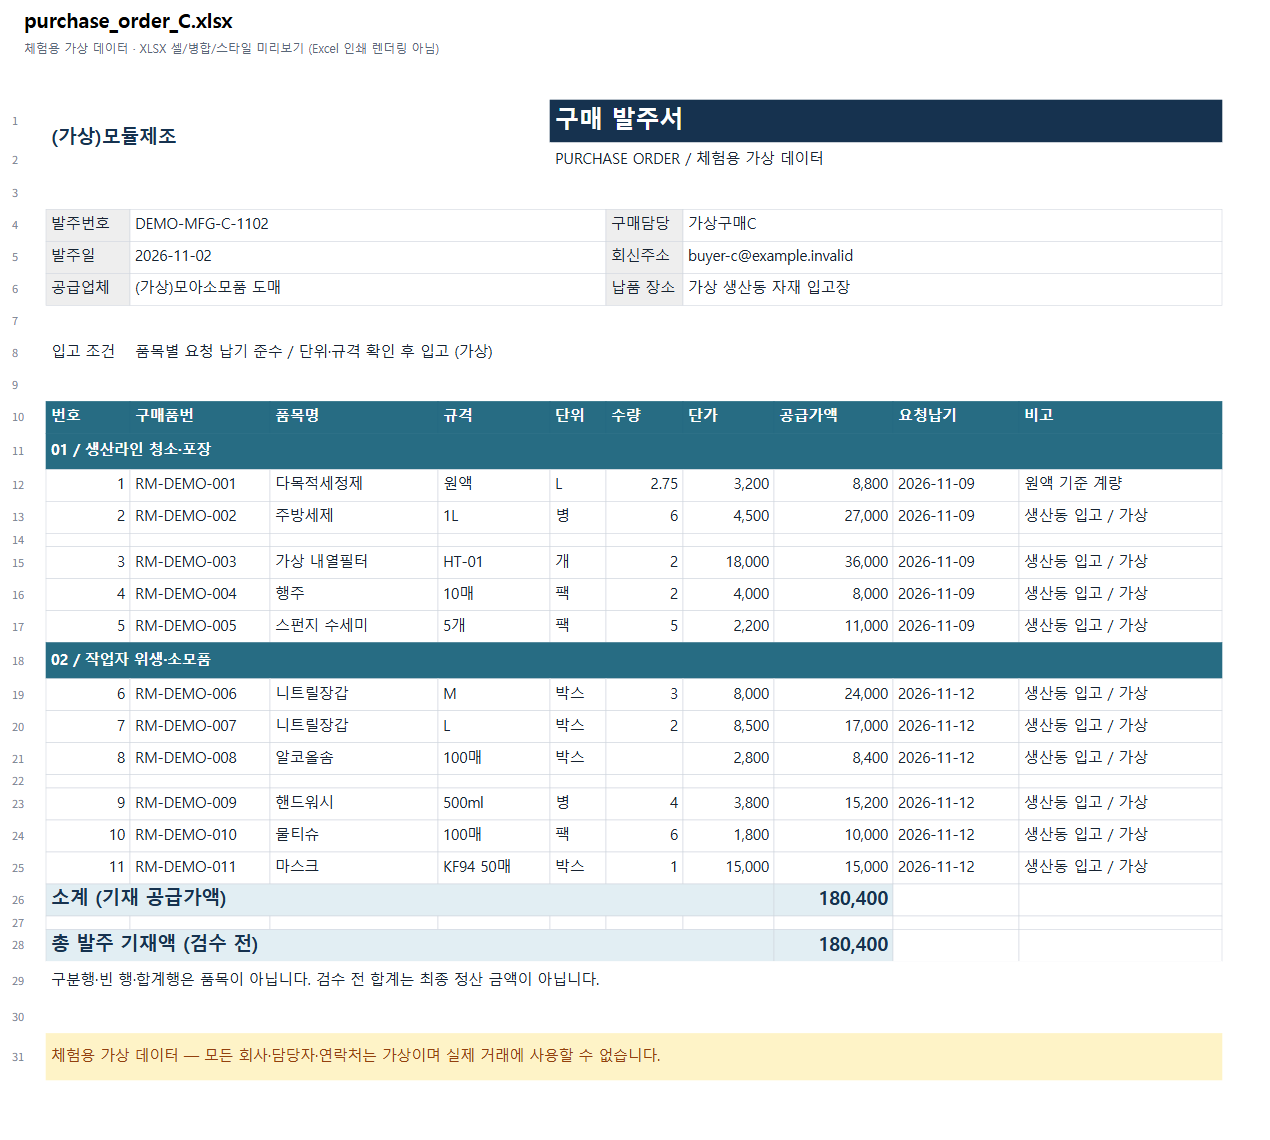 purchase_order_C.xlsx
체험용 가상 데이터 · XLSX 셀/병합/스타일 미리보기 (Excel 인쇄 렌더링 아님)
1 (가상)모듈제조 구매 발주서
2 PURCHASE ORDER / 체험용 가상 데이터
3
4 발주번호 DEMO-MFG-C-1102 구매담당 가상구매C
5 발주일 2026-11-02 회신주소 buyer-c@example.invalid
6 공급업체 (가상)모아소모품 도매 납품 장소 가상 생산동 자재 입고장
7
8 입고 조건 품목별 요청 납기 준수 / 단위·규격 확인 후 입고 (가상)
9
10 번호 구매품번 품목명 규격 단위 수량 단가 공급가액 요청납기 비고
11 01 / 생산라인 청소·포장
12 1 RM-DEMO-001 다목적세정제 원액 L 2.75 3,200 8,800 2026-11-09 원액 기준 계량
13 2 RM-DEMO-002 주방세제 1L 병 6 4,500 27,000 2026-11-09 생산동 입고 / 가상
14
15 3 RM-DEMO-003 가상 내열필터 HT-01 개 2 18,000 36,000 2026-11-09 생산동 입고 / 가상
16 4 RM-DEMO-004 행주 10매 팩 2 4,000 8,000 2026-11-09 생산동 입고 / 가상
17 5 RM-DEMO-005 스펀지 수세미 5개 팩 5 2,200 11,000 2026-11-09 생산동 입고 / 가상
18 02 / 작업자 위생·소모품
19 6 RM-DEMO-006 니트릴장갑 M 박스 3 8,000 24,000 2026-11-12 생산동 입고 / 가상
20 7 RM-DEMO-007 니트릴장갑 L 박스 2 8,500 17,000 2026-11-12 생산동 입고 / 가상
21 8 RM-DEMO-008 알코올솜 100매 박스 2,800 8,400 2026-11-12 생산동 입고 / 가상
22
23 9 RM-DEMO-009 핸드워시 500ml 병 4 3,800 15,200 2026-11-12 생산동 입고 / 가상
24 10 RM-DEMO-010 물티슈 100매 팩 6 1,800 10,000 2026-11-12 생산동 입고 / 가상
25 11 RM-DEMO-011 마스크 KF94 50매 박스 1 15,000 15,000 2026-11-12 생산동 입고 / 가상
26 소계 (기재 공급가액) 180,400
27
28 총 발주 기재액 (검수 전) 180,400
29 구분행·빈 행·합계행은 품목이 아닙니다. 검수 전 합계는 최종 정산 금액이 아닙니다.
30
31 체험용 가상 데이터 — 모든 회사·담당자·연락처는 가상이며 실제 거래에 사용할 수 없습니다.